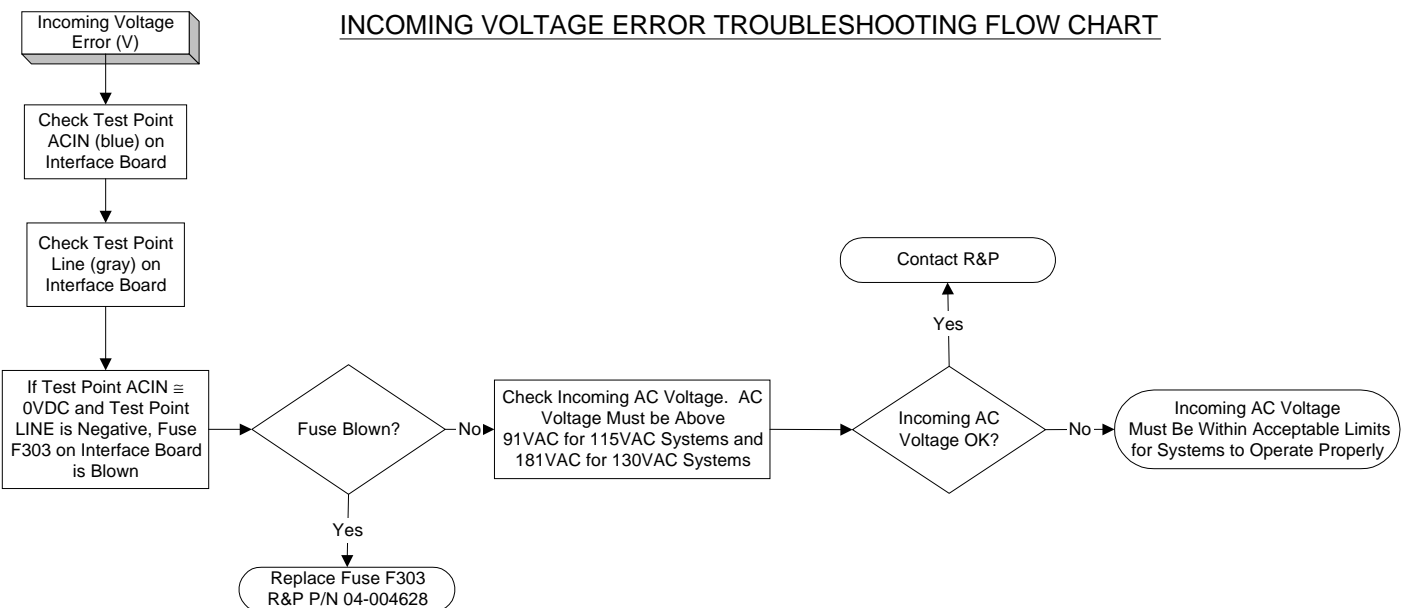 INCOMING VOLTAGE ERROR TROUBLESHOOTING FLOW CHART
Incoming Voltage
Error (V)
Check Test Point
ACIN (blue) on
Interface Board
Check Test Point
Line (gray) on
Interface Board
If Test Point ACIN ≅
0VDC and Test Point
LINE is Negative, Fuse
F303 on Interface Board
is Blown
Fuse Blown?
Yes
Replace Fuse F303
R&P P/N 04-004628
No
Check Incoming AC Voltage. AC
Voltage Must be Above
91VAC for 115VAC Systems and
181VAC for 130VAC Systems
Incoming AC
Voltage OK?
Yes
Contact R&P
No
Incoming AC Voltage
Must Be Within Acceptable Limits
for Systems to Operate Properly